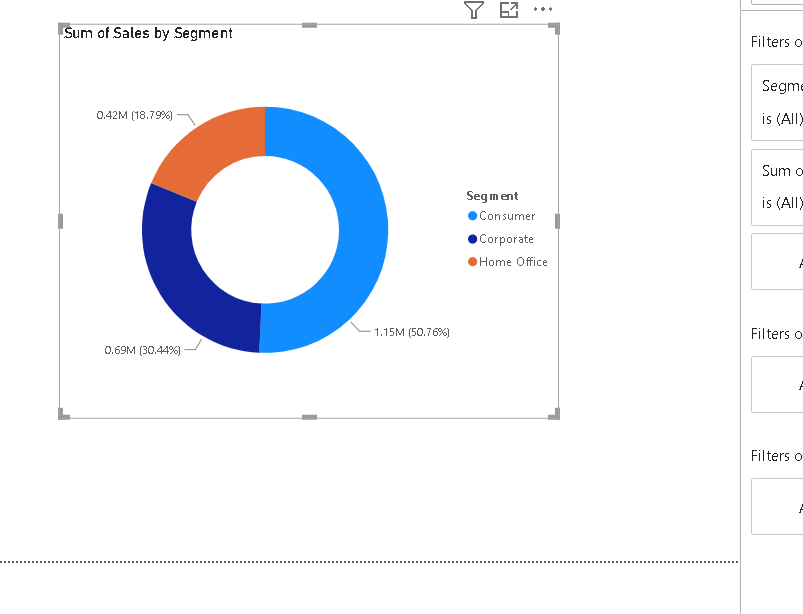 Sum of Sales by Segment
0.42M (18.79%)
Segment
Consumer
Corporate
Home Office
1.15M (50.76%)
0.69M (30.44%)
Filters o
Segme
is (All)
Sum o
is (All)
Filters o
Filters o